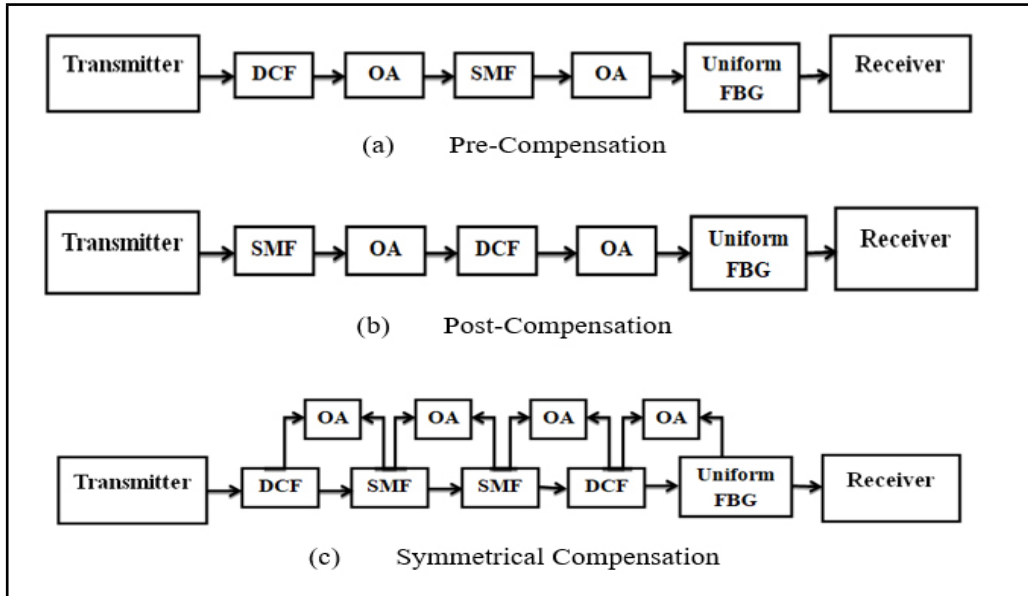 Transmitter DCF OA SMF OA Uniform FBG Receiver
(a) Pre-Compensation
Transmitter SMF OA DCF OA Uniform FBG Receiver
(b) Post-Compensation
OA OA OA OA
Transmitter DCF SMF SMF DCF Uniform FBG Receiver
(c) Symmetrical Compensation